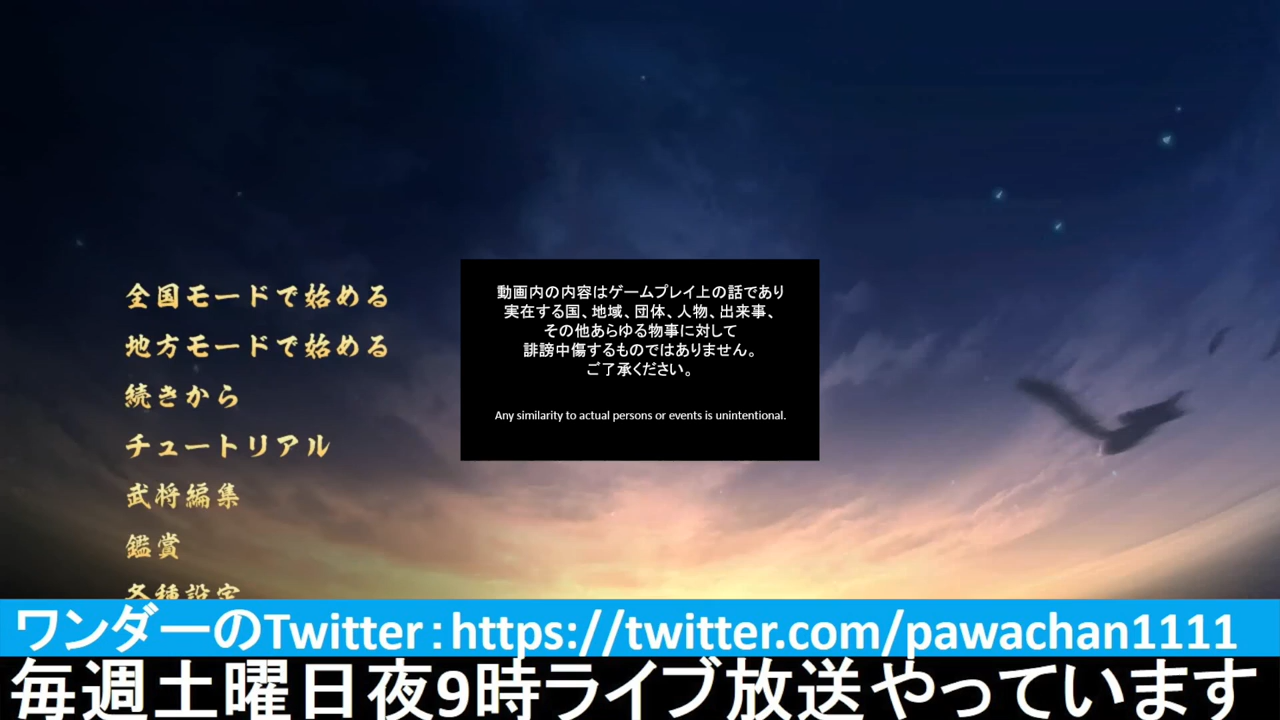 全国モードで始める
地方モードで始める
続きから
チュートリアル
武将編集
鑑賞
各種設定
動画内の内容はゲームプレイ上の話であり
実在する国、地域、団体、人物、出来事、
その他あらゆる物事に対して
誹謗中傷するものではありません。
ご了承ください。
Any similarity to actual persons or events is unintentional.
ワンダーのTwitter：https://twitter.com/pawachan1111
毎週土曜日夜9時ライブ放送やっています